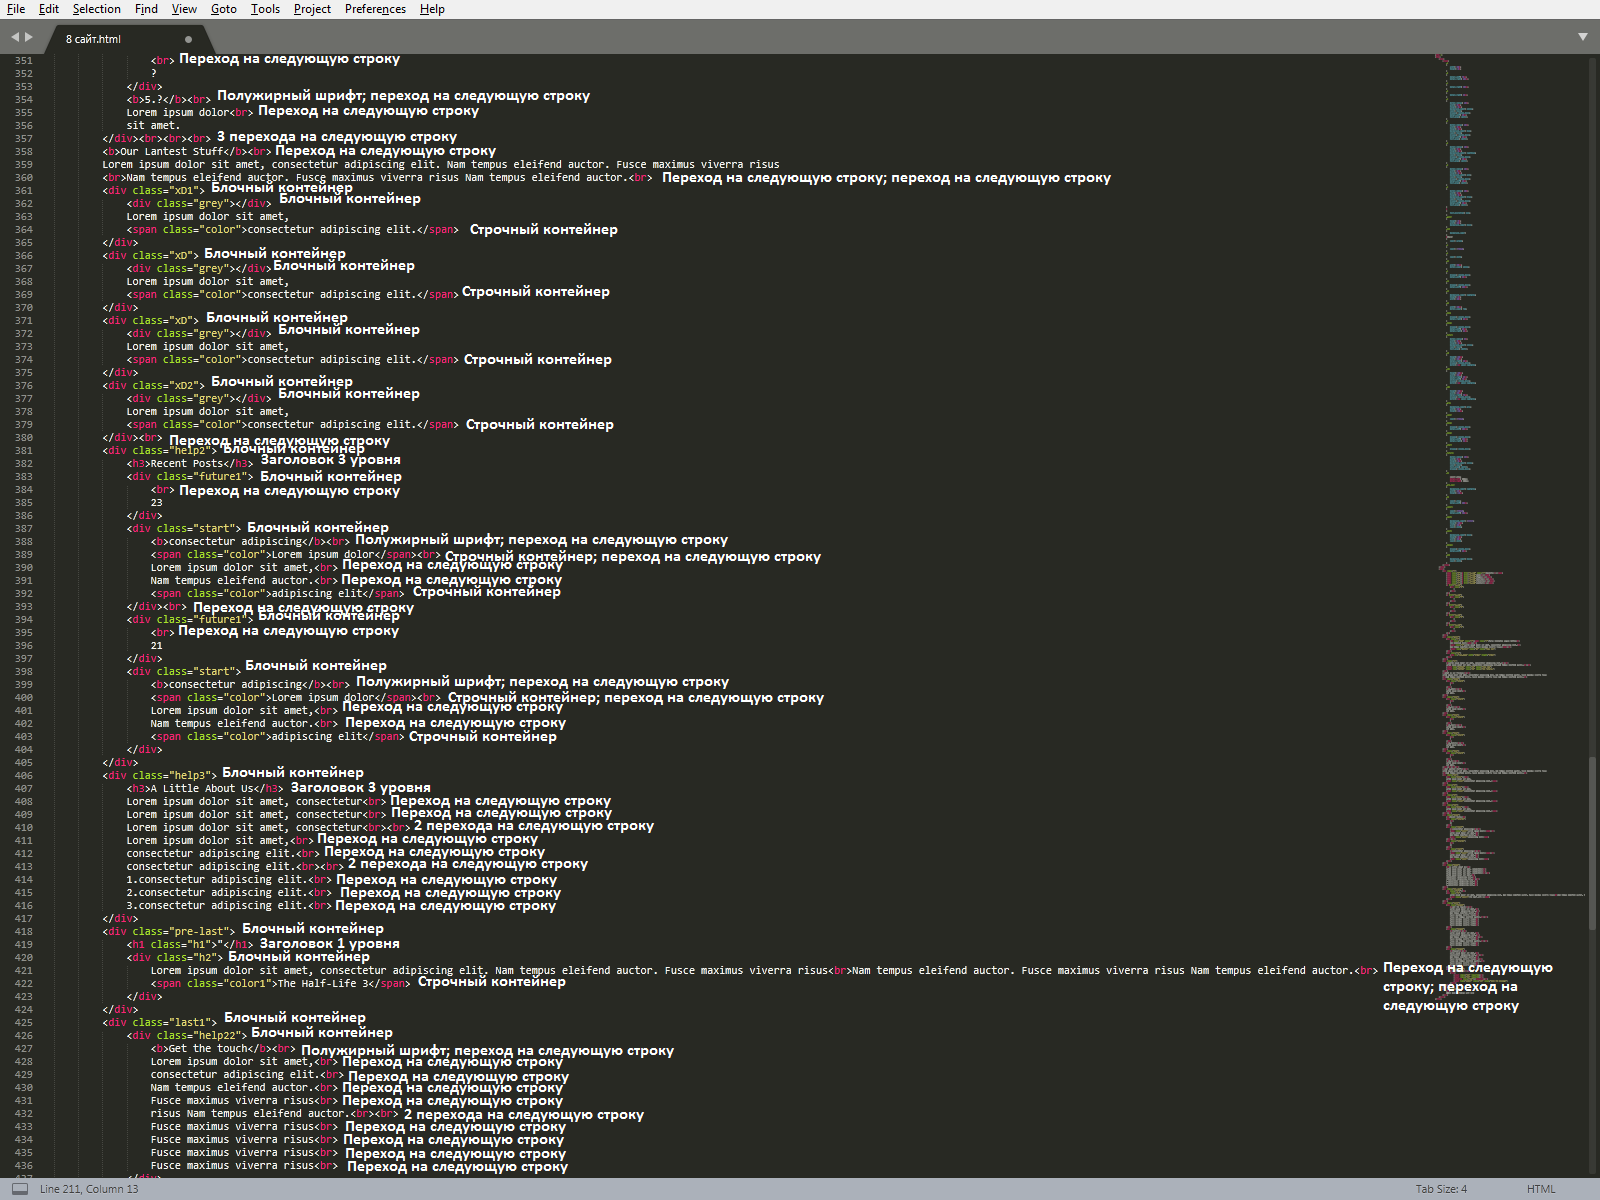 File Edit Selection Find View Goto Tools Project Preferences Help
8 сайт.html
351 <br> Переход на следующую строку
352 ?
353 </div>
354 <b>5.?</b><br> Полужирный шрифт; переход на следующую строку
355 Lorem ipsum dolor<br> Переход на следующую строку
356 sit amet.
357 </div><br><br><br> 3 перехода на следующую строку
358 <b>Our Lantest Stuff</b><br> Переход на следующую строку
359 Lorem ipsum dolor sit amet, consectetur adipiscing elit. Nam tempus eleifend auctor. Fusce maximus viverra risus
360 <br>Nam tempus eleifend auctor. Fusce maximus viverra risus Nam tempus eleifend auctor.<br> Переход на следующую строку; переход на следующую строку
361 <div class="xD1"> Блочный контейнер
362 <div class="grey"></div> Блочный контейнер
363 Lorem ipsum dolor sit amet,
364 <span class="color">consectetur adipiscing elit.</span> Строчный контейнер
365 </div>
366 <div class="xD"> Блочный контейнер
367 <div class="grey"></div> Блочный контейнер
368 Lorem ipsum dolor sit amet,
369 <span class="color">consectetur adipiscing elit.</span> Строчный контейнер
370 </div>
371 <div class="xD"> Блочный контейнер
372 <div class="grey"></div> Блочный контейнер
373 Lorem ipsum dolor sit amet,
374 <span class="color">consectetur adipiscing elit.</span> Строчный контейнер
375 </div>
376 <div class="xD2"> Блочный контейнер
377 <div class="grey"></div> Блочный контейнер
378 Lorem ipsum dolor sit amet,
379 <span class="color">consectetur adipiscing elit.</span> Строчный контейнер
380 </div><br> Переход на следующую строку
381 <div class="help2"> Блочный контейнер
382 <h3>Recent Posts</h3> Заголовок 3 уровня
383 <div class="future1"> Блочный контейнер
384 <br> Переход на следующую строку
385 23
386 </div>
387 <div class="start"> Блочный контейнер
388 <b>consectetur adipiscing</b><br> Полужирный шрифт; переход на следующую строку
389 <span class="color">Lorem ipsum dolor</span><br> Строчный контейнер; переход на следующую строку
390 Lorem ipsum dolor sit amet,<br> Переход на следующую строку
391 Nam tempus eleifend auctor.<br> Переход на следующую строку
392 <span class="color">adipiscing elit</span> Строчный контейнер
393 </div><br> Переход на следующую строку
394 <div class="future1"> Блочный контейнер
395 <br> Переход на следующую строку
396 21
397 </div>
398 <div class="start"> Блочный контейнер
399 <b>consectetur adipiscing</b><br> Полужирный шрифт; переход на следующую строку
400 <span class="color">Lorem ipsum dolor</span><br> Строчный контейнер; переход на следующую строку
401 Lorem ipsum dolor sit amet,<br> Переход на следующую строку
402 Nam tempus eleifend auctor.<br> Переход на следующую строку
403 <span class="color">adipiscing elit</span> Строчный контейнер
404 </div>
405 </div>
406 <div class="help3"> Блочный контейнер
407 <h3>A Little About Us</h3> Заголовок 3 уровня
408 Lorem ipsum dolor sit amet, consectetur<br> Переход на следующую строку
409 Lorem ipsum dolor sit amet, consectetur<br> Переход на следующую строку
410 Lorem ipsum dolor sit amet, consectetur<br><br> 2 перехода на следующую строку
411 Lorem ipsum dolor sit amet,<br> Переход на следующую строку
412 consectetur adipiscing elit.<br> Переход на следующую строку
413 consectetur adipiscing elit.<br><br> 2 перехода на следующую строку
414 1.consectetur adipiscing elit.<br> Переход на следующую строку
415 2.consectetur adipiscing elit.<br> Переход на следующую строку
416 3.consectetur adipiscing elit.<br> Переход на следующую строку
417 </div>
418 <div class="pre-last"> Блочный контейнер
419 <h1 class="h1">"</h1> Заголовок 1 уровня
420 <div class="h2"> Блочный контейнер
421 Lorem ipsum dolor sit amet, consectetur adipiscing elit. Nam tempus eleifend auctor. Fusce maximus viverra risus<br>Nam tempus eleifend auctor. Fusce maximus viverra risus Nam tempus eleifend auctor.<br> Переход на следующую
строку; переход на
следующую строку
422 <span class="color1">The Half-Life 3</span> Строчный контейнер
423 </div>
424 </div>
425 <div class="last1"> Блочный контейнер
426 <div class="help22"> Блочный контейнер
427 <b>Get the touch</b><br> Полужирный шрифт; переход на следующую строку
428 Lorem ipsum dolor sit amet,<br> Переход на следующую строку
429 consectetur adipiscing elit.<br> Переход на следующую строку
430 Nam tempus eleifend auctor.<br> Переход на следующую строку
431 Fusce maximus viverra risus<br> Переход на следующую строку
432 risus Nam tempus eleifend auctor.<br><br> 2 перехода на следующую строку
433 Fusce maximus viverra risus<br> Переход на следующую строку
434 Fusce maximus viverra risus<br> Переход на следующую строку
435 Fusce maximus viverra risus<br> Переход на следующую строку
436 Fusce maximus viverra risus<br> Переход на следующую строку
Line 211, Column 13 Tab Size: 4 HTML